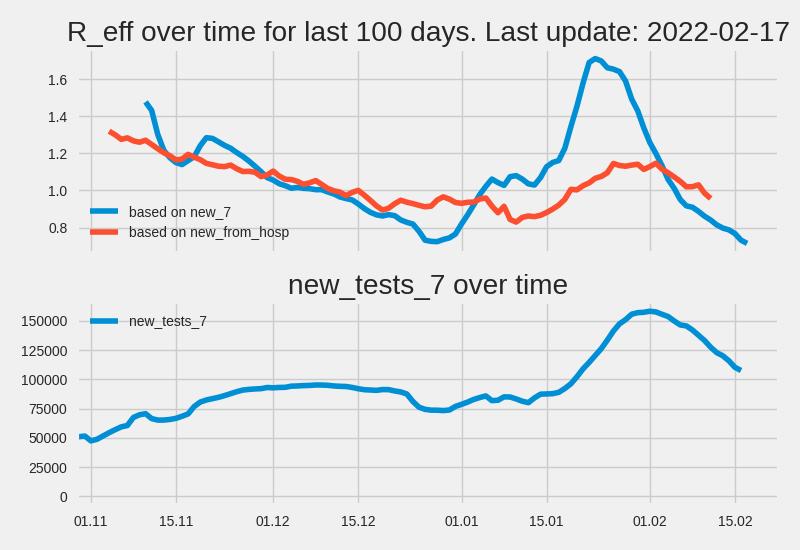 R_eff over time for last 100 days. Last update: 2022-02-17
1.6
1.4
1.2
1.0
0.8
based on new_7
based on new_from_hosp
new_tests_7 over time
150000
125000
100000
75000
50000
25000
0
new_tests_7
01.11 15.11 01.12 15.12 01.01 15.01 01.02 15.02